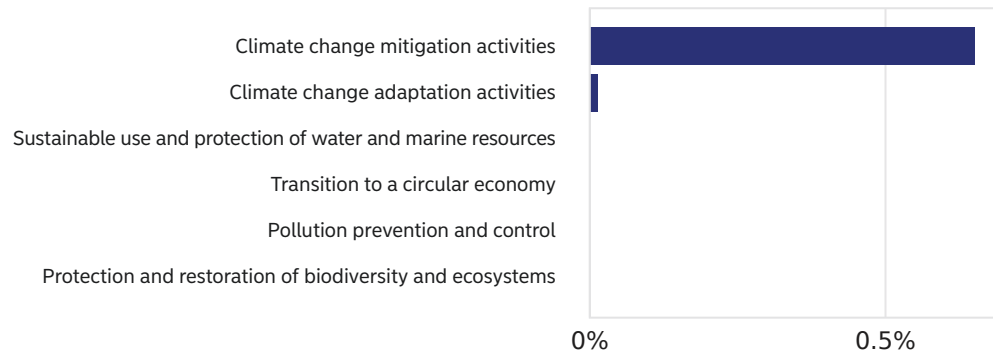 Climate change mitigation activities
Climate change adaptation activities
Sustainable use and protection of water and marine resources
Transition to a circular economy
Pollution prevention and control
Protection and restoration of biodiversity and ecosystems
0% 0.5%